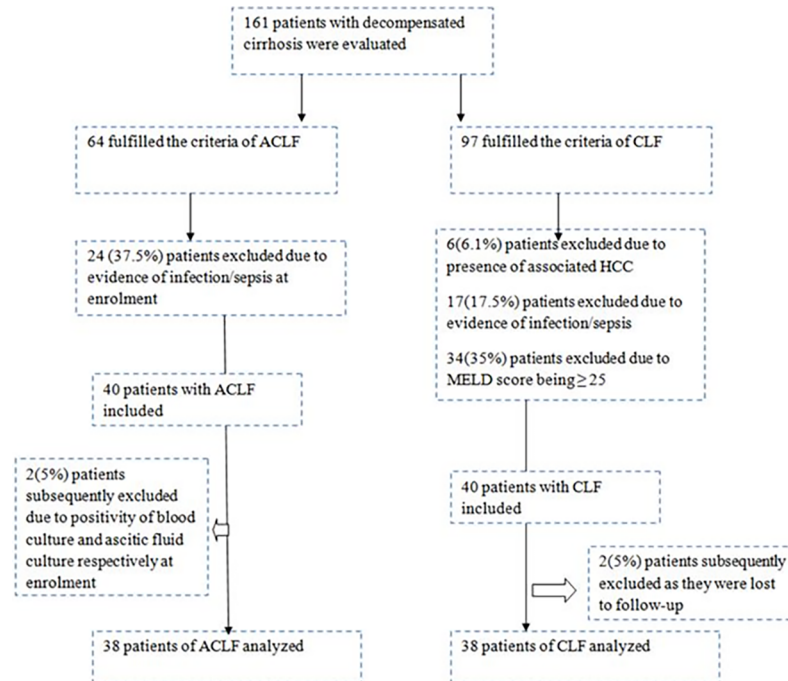 161 patients with decompensated
cirrhosis were evaluated
64 fulfilled the criteria of ACLF
97 fulfilled the criteria of CLF
24 (37.5%) patients excluded due to
evidence of infection/sepsis at
enrolment
6(6.1%) patients excluded due to
presence of associated HCC
17(17.5%) patients excluded due to
evidence of infection/sepsis
34(35%) patients excluded due to
MELD score being≥25
40 patients with ACLF
included
2(5%) patients
subsequently excluded
due to positivity of blood
culture and ascitic fluid
culture respectively at
enrolment
40 patients with CLF
included
2(5%) patients subsequently
excluded as they were lost
to follow-up
38 patients of ACLF analyzed
38 patients of CLF analyzed